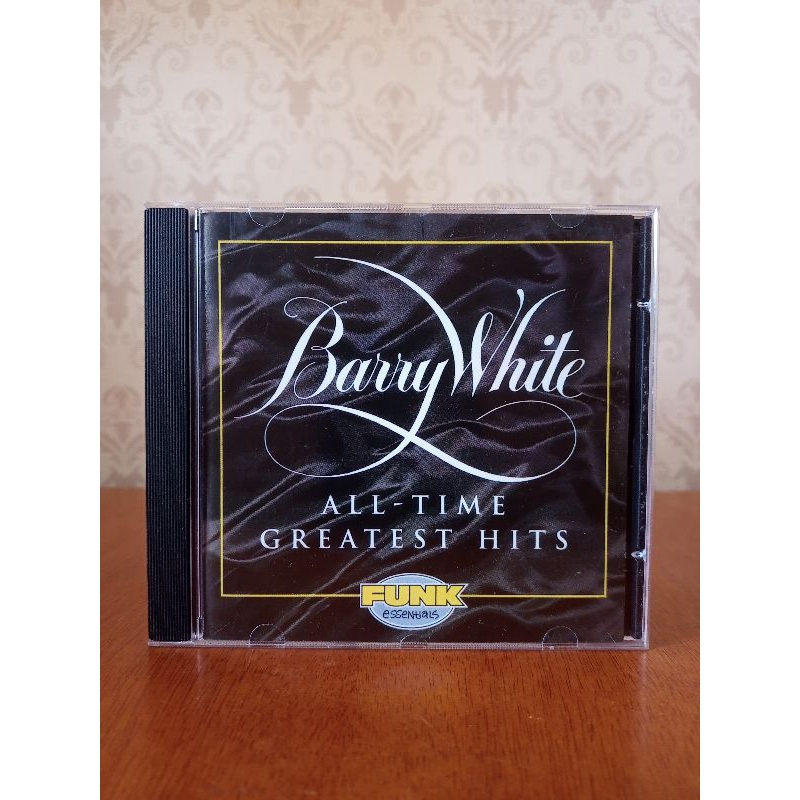 Barry White
ALL-TIME
GREATEST HITS
FUNK
essentials